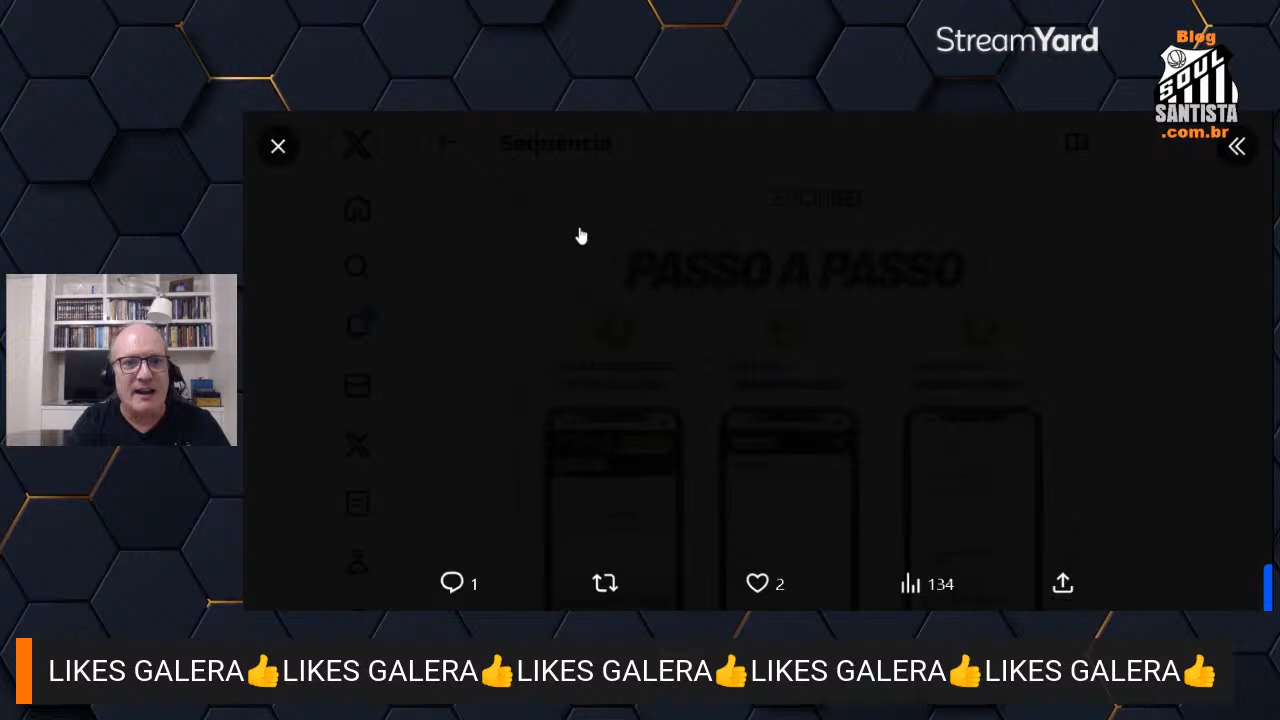 StreamYard
Blog
SOUL
SANTISTA
.com.br
Sequência
PASSO A PASSO
1
2
134
LIKES GALERA👍LIKES GALERA👍LIKES GALERA👍LIKES GALERA👍LIKES GALERA👍